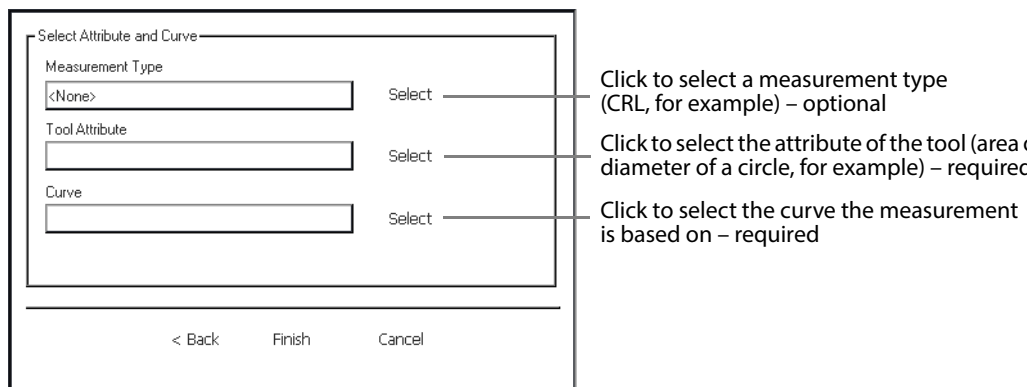 Select Attribute and Curve
Measurement Type
<None>
Select
Click to select a measurement type
(CRL, for example) – optional
Tool Attribute
Select
Click to select the attribute of the tool (area
diameter of a circle, for example) – required
Curve
Select
Click to select the curve the measurement
is based on – required
< Back
Finish
Cancel